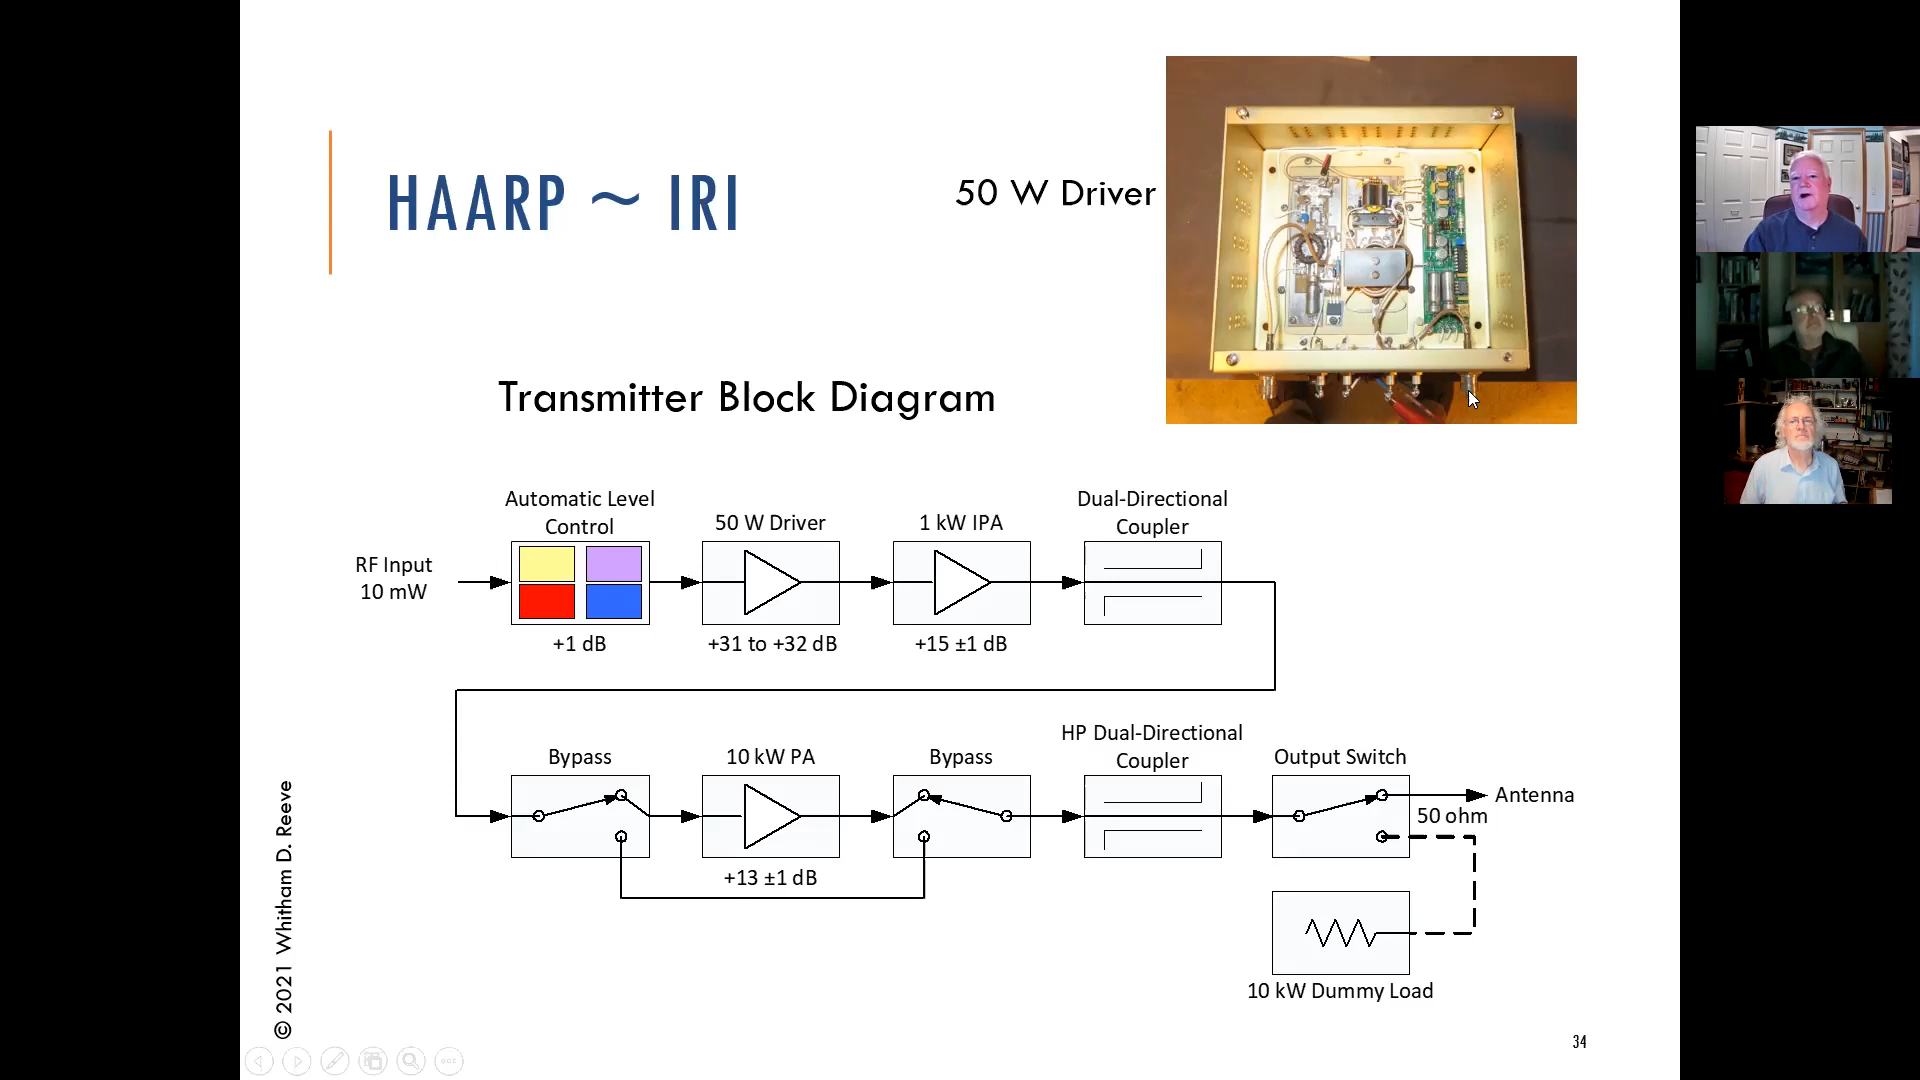 HAARP ~ IRI
50 W Driver
Transmitter Block Diagram
Automatic Level
Control
50 W Driver
1 kW IPA
Dual-Directional
Coupler
RF Input
10 mW
+1 dB
+31 to +32 dB
+15 ±1 dB
Bypass
10 kW PA
Bypass
HP Dual-Directional
Coupler
Output Switch
Antenna
50 ohm
+13 ±1 dB
10 kW Dummy Load
© 2021 Whitham D. Reeve
34